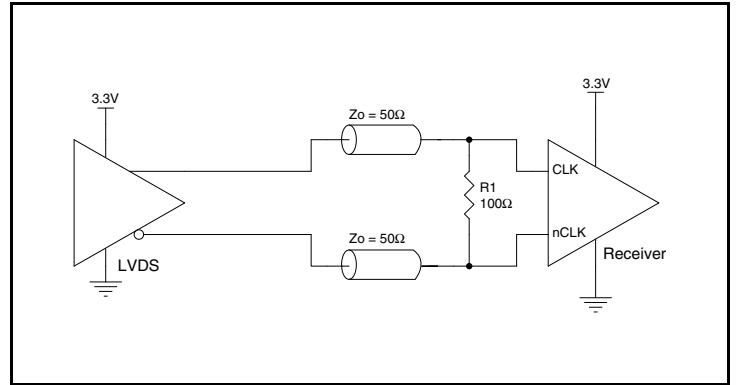 3.3V
3.3V
Zo = 50Ω
CLK
R1
100Ω
nCLK
Zo = 50Ω
LVDS
Receiver